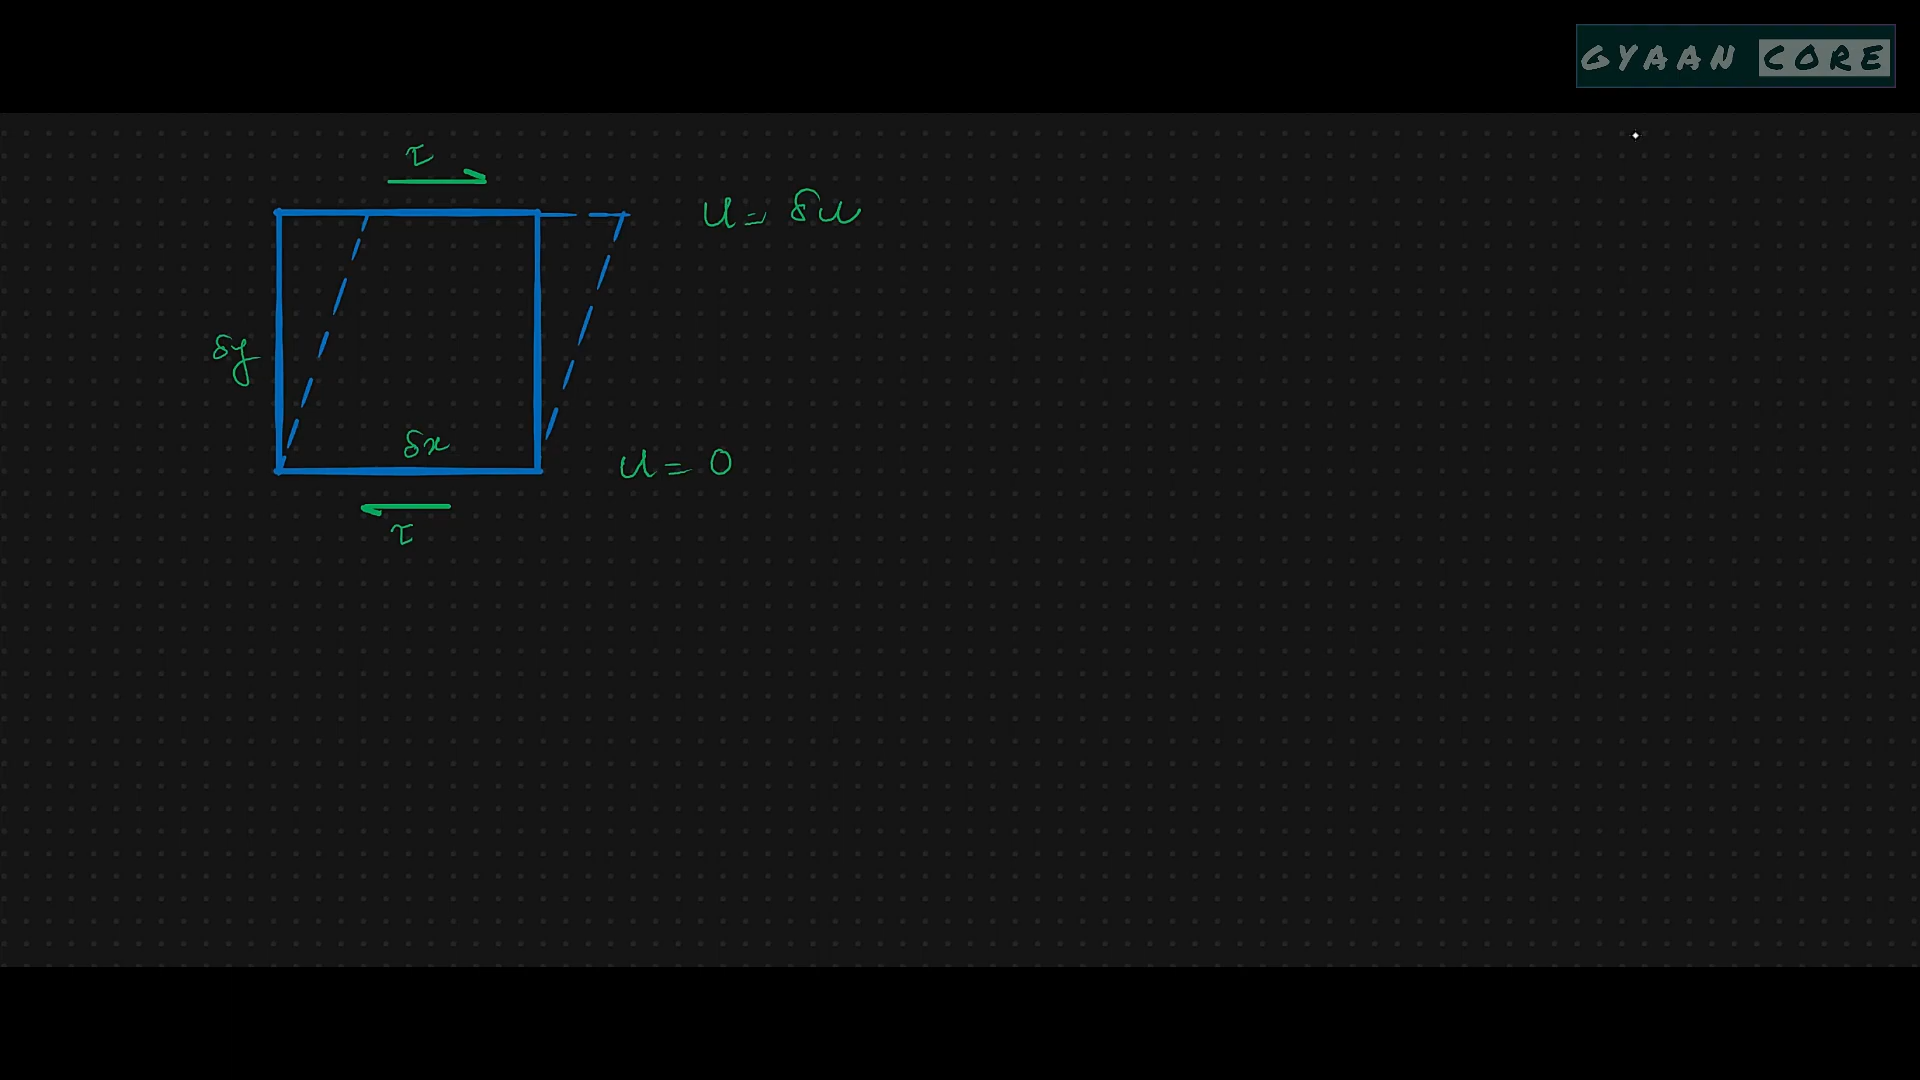 GYAAN CORE
τ
u = δu
δy
δx
u = 0
τ